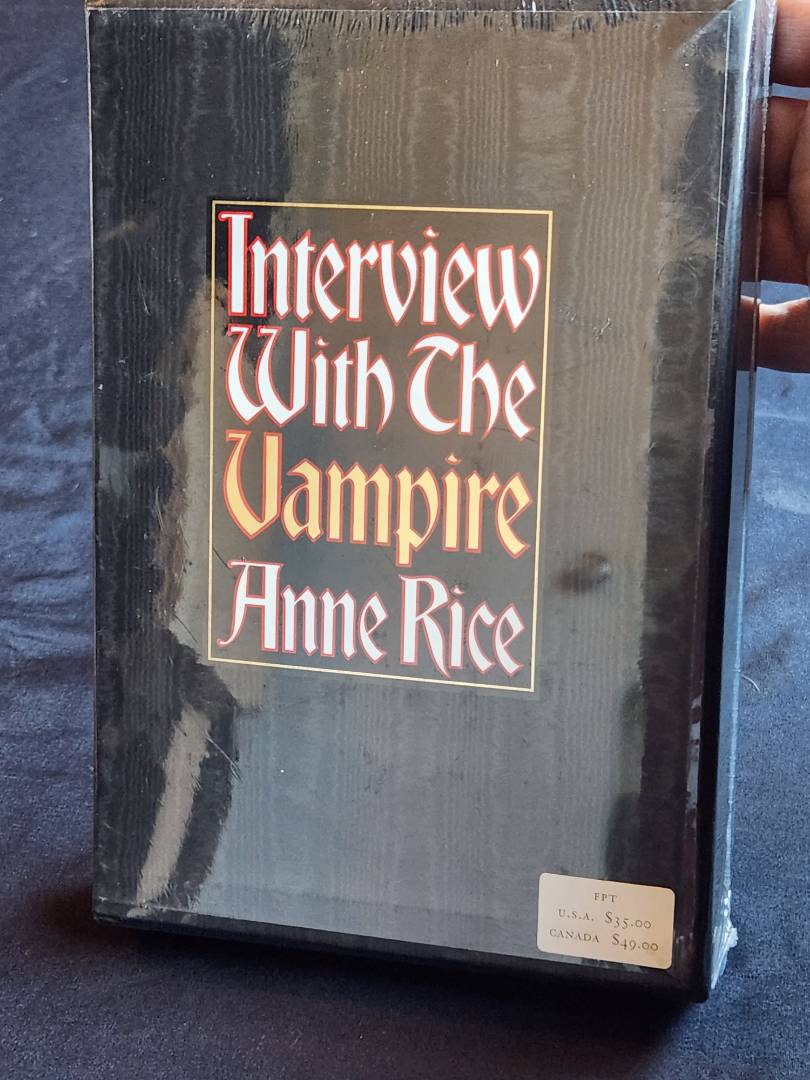 Interview
With The
Vampire
Anne Rice
FPT
U.S.A. $35.00
CANADA $49.00